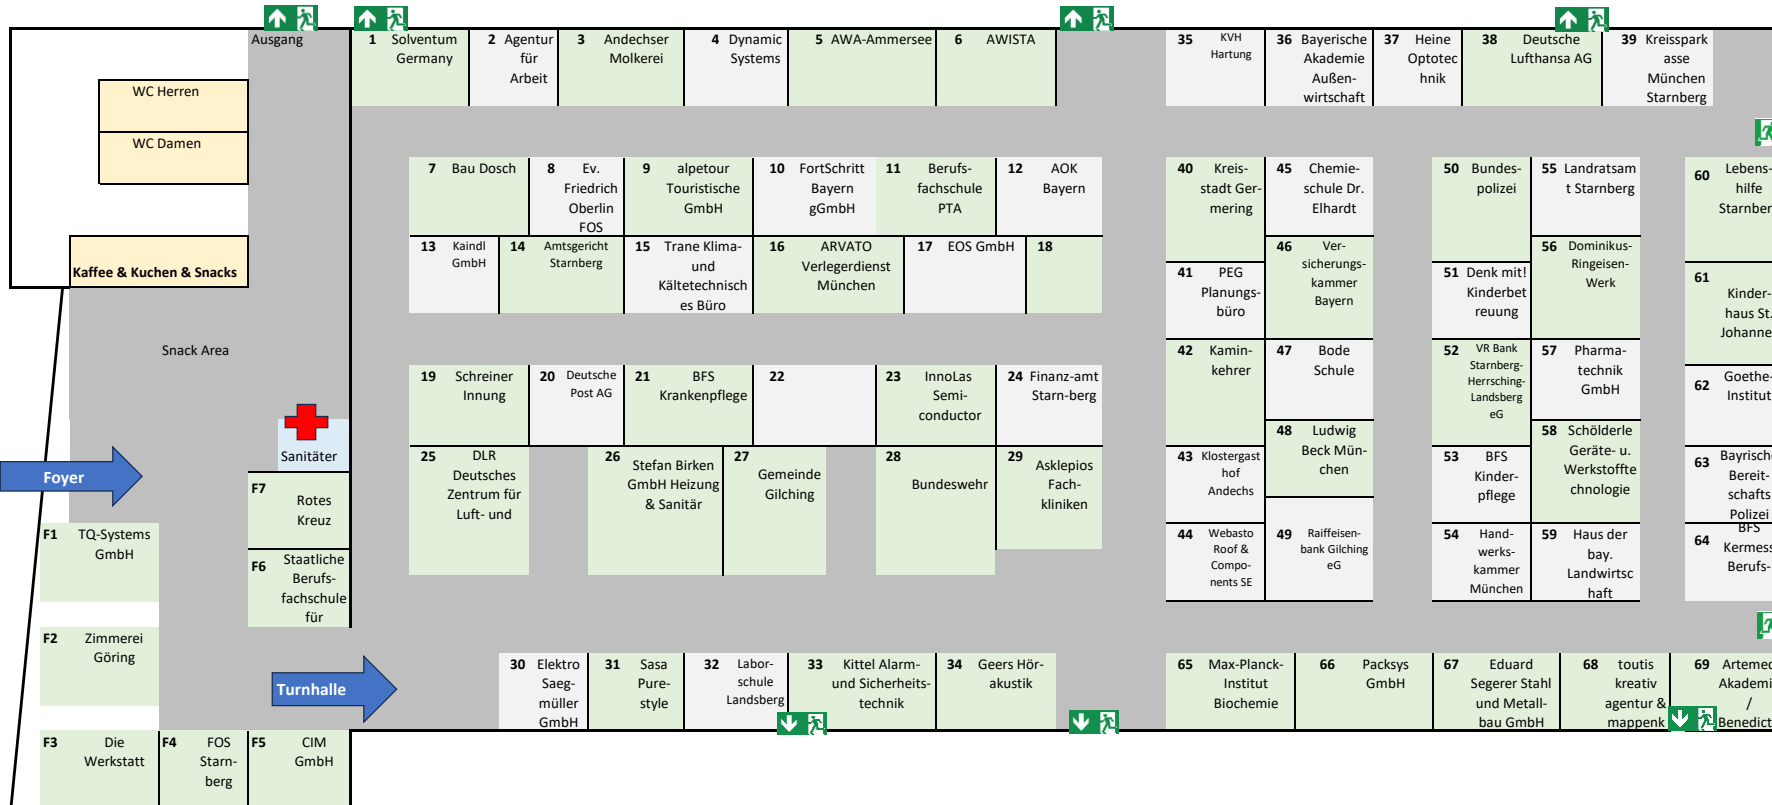 Ausgang
WC Herren
WC Damen
Kaffee & Kuchen & Snacks
Snack Area
Sanitäter
Foyer
Turnhalle
F7 Rotes
Kreuz
F6 Staatliche
Berufs-
fachschule
für
F1 TQ-Systems
GmbH
F2 Zimmerei
Göring
F3 Die
Werkstatt
F4 FOS
Starn-
berg
F5 CIM
GmbH
1 Solventum
Germany
2 Agentur
für
Arbeit
3 Andechser
Molkerei
4 Dynamic
Systems
5 AWA-Ammersee
6 AWISTA
35 KVH
Hartung
36 Bayerische
Akademie
Außen-
wirtschaft
37 Heine
Optotec
hnik
38 Deutsche
Lufthansa AG
39 Kreisspark
asse
München
Starnberg
7 Bau Dosch
8 Ev.
Friedrich
Oberlin
FOS
9 alpetour
Touristische
GmbH
10 FortSchritt
Bayern
gGmbH
11 Berufs-
fachschule
PTA
12 AOK
Bayern
13 Kaindl
GmbH
14 Amtsgericht
Starnberg
15 Trane Klima-
und
Kältetechnisch
es Büro
16 ARVATO
Verlegerdienst
München
17 EOS GmbH
18
19 Schreiner
Innung
20 Deutsche
Post AG
21 BFS
Krankenpflege
22
23 InnoLas
Semi-
conductor
24 Finanz-amt
Starn-berg
25 DLR
Deutsches
Zentrum für
Luft- und
26 Stefan Birken
GmbH Heizung
& Sanitär
27 Gemeinde
Gilching
28 Bundeswehr
29 Asklepios
Fach-
kliniken
30 Elektro
Saeg-
müller
GmbH
31 Sasa
Pure-
style
32 Labor-
schule
Landsberg
33 Kittel Alarm-
und Sicherheits-
technik
34 Geers Hör-
akustik
40 Kreis-
stadt Ger-
mering
41 PEG
Planungs-
büro
42 Kamin-
kehrer
43 Klostergast
hof
Andechs
44 Webasto
Roof &
Compo-
nents SE
45 Chemie-
schule Dr.
Elhardt
46 Ver-
sicherungs-
kammer
Bayern
47 Bode
Schule
48 Ludwig
Beck Mün-
chen
49 Raiffeisen-
bank Gilching
eG
50 Bundes-
polizei
51 Denk mit!
Kinderbet
reuung
52 VR Bank
Starnberg-
Herrsching-
Landsberg
eG
53 BFS
Kinder-
pflege
54 Hand-
werks-
kammer
München
55 Landratsam
t Starnberg
56 Dominikus-
Ringeisen-
Werk
57 Pharma-
technik
GmbH
58 Schölderle
Geräte- u.
Werkstoffte
chnologie
59 Haus der
bay.
Landwirtsc
haft
60 Lebens-
hilfe
Starnber
61 Kinder-
haus St.
Johanne
62 Goethe-
Institut
63 Bayrische
Bereit-
schafts
Polizei
64 BFS
Kermess
Berufs-
65 Max-Planck-
Institut
Biochemie
66 Packsys
GmbH
67 Eduard
Segerer Stahl
und Metall-
bau GmbH
68 toutis
kreativ
agentur &
mappenk
69 Artemed
Akademi
/
Benedict